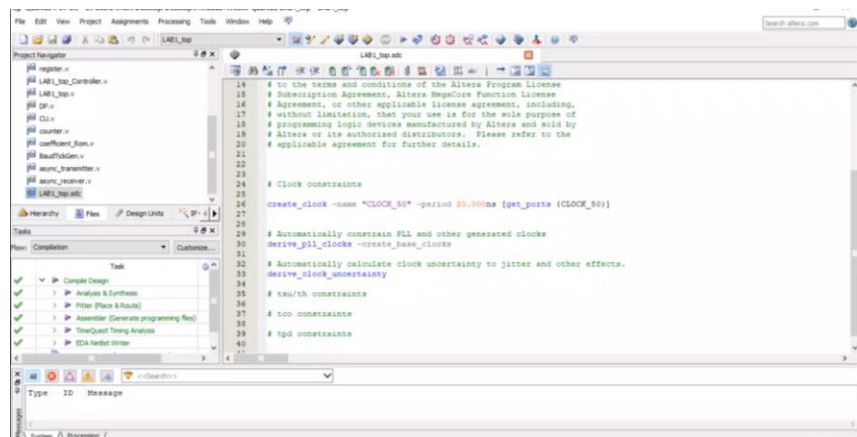 File Edit View Project Assignments Processing Tools Window Help
Search altera.com
LAB1_top
Project Navigator
LAB1_top.sdc
register.v
LAB1_top_Controller.v
LAB1_top.v
DP.v
CU.v
counter.v
coefficient_Rom.v
BaudTickGen.v
async_transmitter.v
async_receiver.v
LAB1_top.sdc
Hierarchy Files Design Units IP
Tasks
Flow: Compilation Customize...
Task
Compile Design
Analysis & Synthesis
Fitter (Place & Route)
Assembler (Generate programming files)
TimeQuest Timing Analysis
EDA Netlist Writer
14 # to the terms and conditions of the Altera Program License
15 # Subscription Agreement, Altera MegaCore Function License
16 # Agreement, or other applicable license agreement, including,
17 # without limitation, that your use is for the sole purpose of
18 # programming logic devices manufactured by Altera and sold by
19 # Altera or its authorized distributors. Please refer to the
20 # applicable agreement for further details.
21
22
23
24 # Clock constraints
25
26 create_clock -name "CLOCK_50" -period 20.000ns [get_ports {CLOCK_50}]
27
28
29 # Automatically constrain PLL and other generated clocks
30 derive_pll_clocks -create_base_clocks
31
32 # Automatically calculate clock uncertainty to jitter and other effects.
33 derive_clock_uncertainty
34
35 # tsu/th constraints
36
37 # tco constraints
38
39 # tpd constraints
40
All <<Search>>
Type ID Message
Messages
System Processing